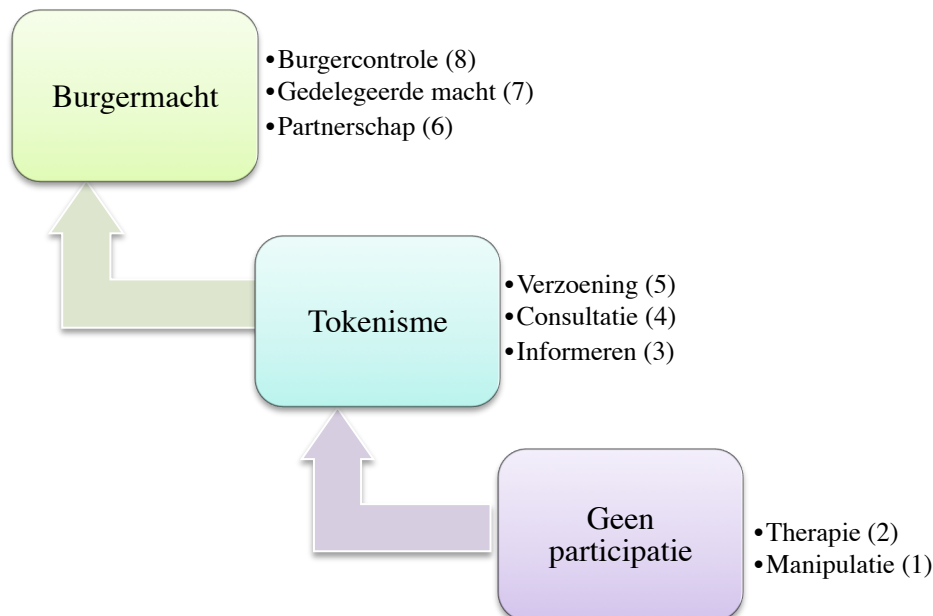 Burgermacht
•Burgercontrole (8)
•Gedelegeerde macht (7)
•Partnerschap (6)
Tokenisme
•Verzoening (5)
•Consultatie (4)
•Informeren (3)
Geen
participatie
•Therapie (2)
•Manipulatie (1)